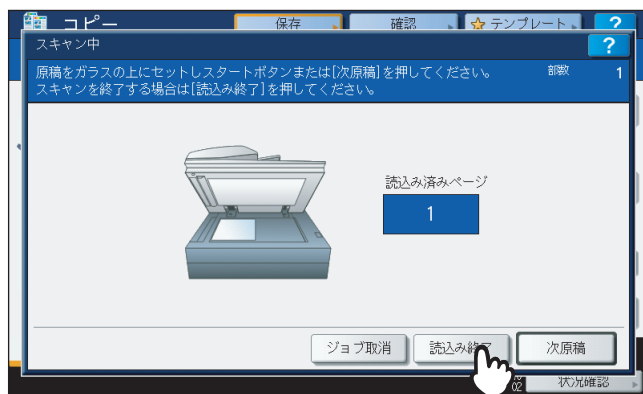 コピー 保存 確認 テンプレート ?
スキャン中 ?
原稿をガラスの上にセットしスタートボタンまたは[次原稿]を押してください。 部数 1
スキャンを終了する場合は[読込み終了]を押してください。
読込み済みページ
1
ジョブ取消 読込み終了 次原稿
02 状況確認